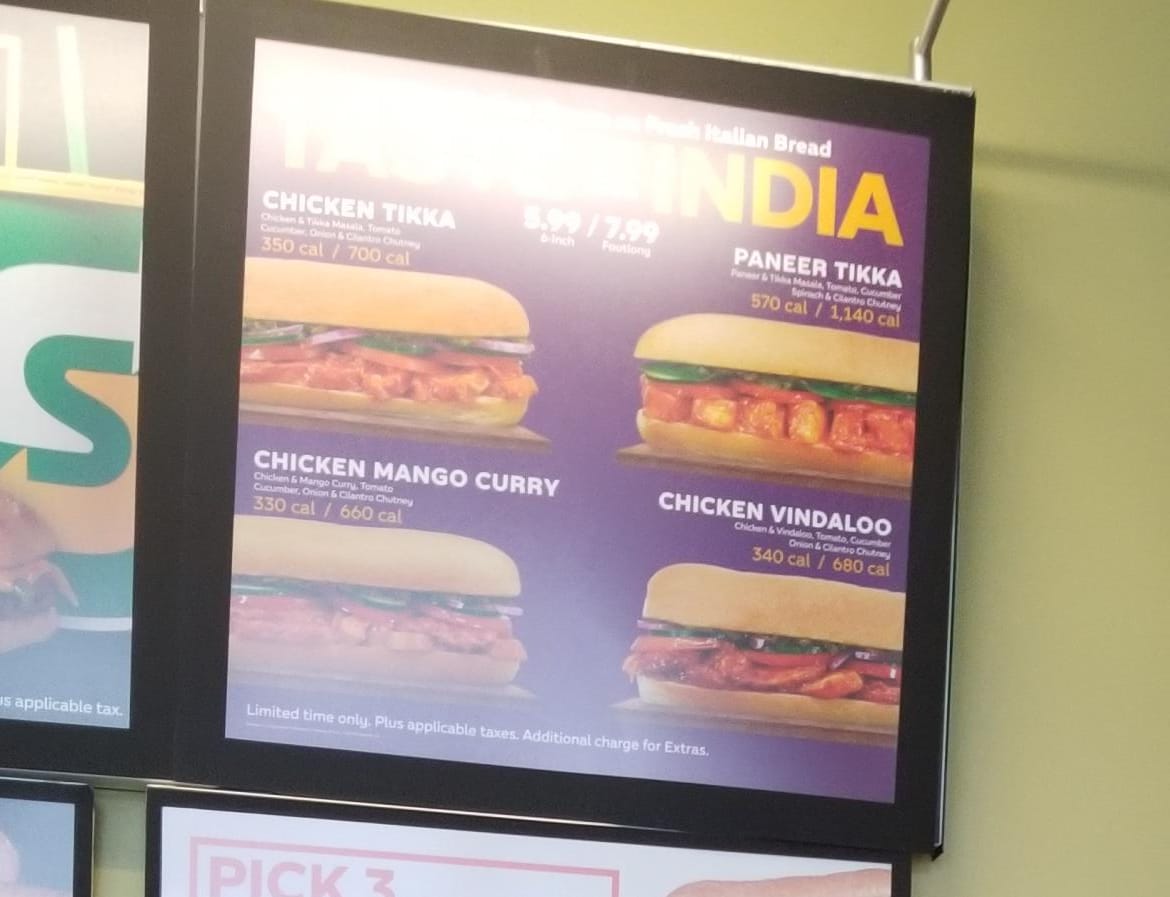 Fresh Italian Bread
TASTE INDIA
CHICKEN TIKKA
Chicken & Tikka Masala, Tomato
Cucumber, Onion & Cilantro Chutney
350 cal / 700 cal
5.99 / 7.99
6-inch Footlong
PANEER TIKKA
Paneer & Tikka Masala, Tomato, Cucumber
Spinach & Cilantro Chutney
570 cal / 1,140 cal
CHICKEN MANGO CURRY
Chicken & Mango Curry, Tomato
Cucumber, Onion & Cilantro Chutney
330 cal / 660 cal
CHICKEN VINDALOO
Chicken & Vindaloo, Tomato, Cucumber
Onion & Cilantro Chutney
340 cal / 680 cal
Limited time only. Plus applicable taxes. Additional charge for Extras.
S
us applicable tax.
PICK 3